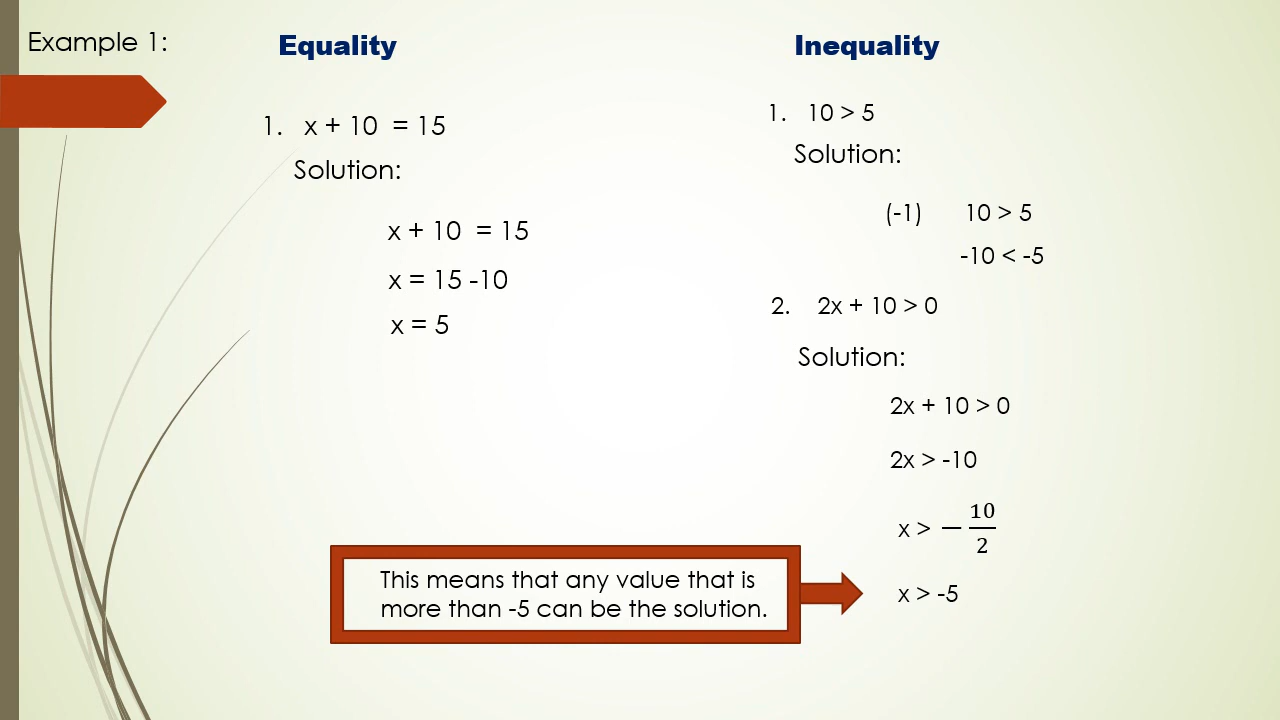 Example 1:
Equality
1. x + 10 = 15
Solution:
x + 10 = 15
x = 15 -10
x = 5
Inequality
1. 10 > 5
Solution:
(-1) 10 > 5
-10 < -5
2. 2x + 10 > 0
Solution:
2x + 10 > 0
2x > -10
x > − 10/2
x > -5
This means that any value that is
more than -5 can be the solution.